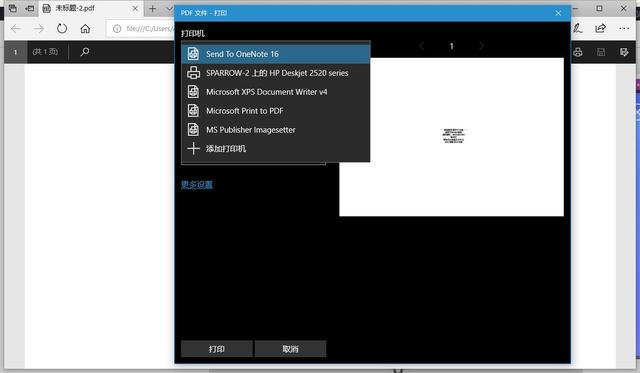 未标题-2.pdf
PDF 文件 - 打印
file:///C:/Users/
1
(共 1 页)
打印机
1
Send To OneNote 16
SPARROW-2 上的 HP Deskjet 2520 series
Microsoft XPS Document Writer v4
Microsoft Print to PDF
MS Publisher Imagesetter
添加打印机
更多设置
打印
取消